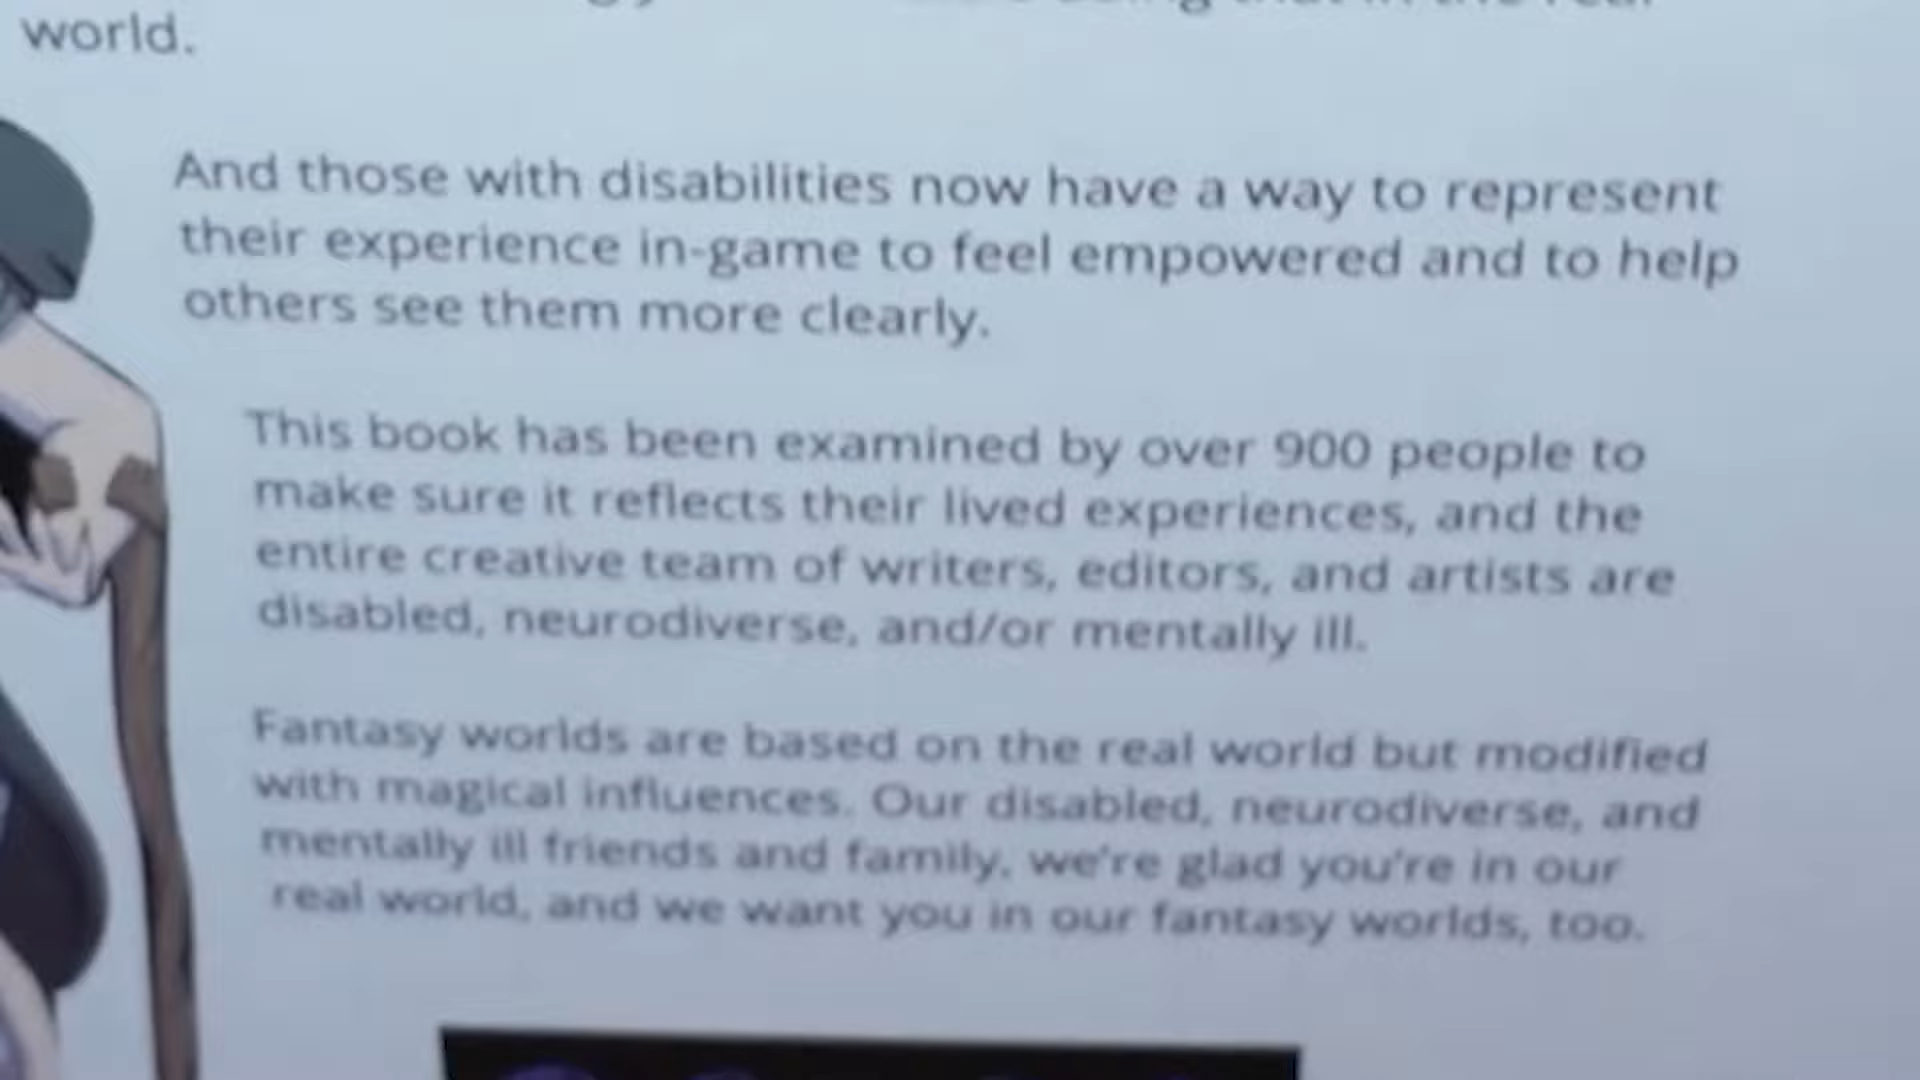 world.
And those with disabilities now have a way to represent
their experience in-game to feel empowered and to help
others see them more clearly.
This book has been examined by over 900 people to
make sure it reflects their lived experiences, and the
entire creative team of writers, editors, and artists are
disabled, neurodiverse, and/or mentally ill.
Fantasy worlds are based on the real world but modified
with magical influences. Our disabled, neurodiverse, and
mentally ill friends and family, we're glad you're in our
real world, and we want you in our fantasy worlds, too.